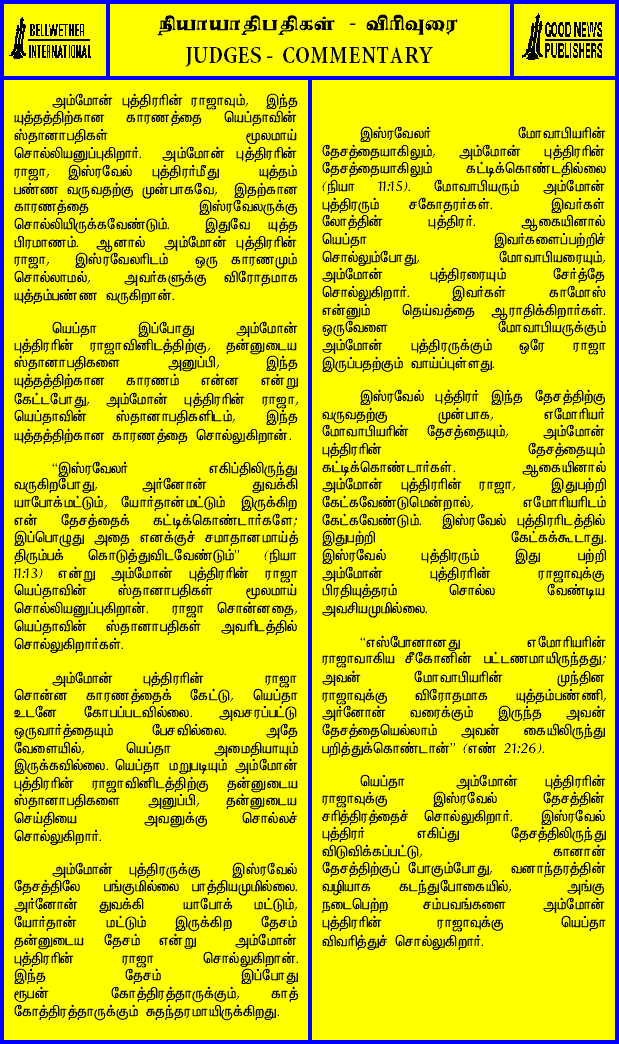 BELLWETHER
INTERNATIONAL
நியாயாதிபதிகள் - விரிவுரை
JUDGES - COMMENTARY
GOOD NEWS
PUBLISHERS
அம்மோன் புத்திரரின் ராஜாவும், இந்த
யுத்தத்திற்கான காரணத்தை யெப்தாவின்
ஸ்தானாபதிகள் மூலமாய்
சொல்லியனுப்புகிறார். அம்மோன் புத்திரரின்
ராஜா, இஸ்ரவேல் புத்திரர்மீது யுத்தம்
பண்ண வருவதற்கு முன்பாகவே, இதற்கான
காரணத்தை இஸ்ரவேலருக்கு
சொல்லியிருக்கவேண்டும். இதுவே யுத்த
பிரமாணம். ஆனால் அம்மோன் புத்திரரின்
ராஜா, இஸ்ரவேலரிடம் ஒரு காரணமும்
சொல்லாமல், அவர்களுக்கு விரோதமாக
யுத்தம்பண்ண வருகிறான்.
யெப்தா இப்போது அம்மோன்
புத்திரரின் ராஜாவினிடத்திற்கு, தன்னுடைய
ஸ்தானாபதிகளை அனுப்பி, இந்த
யுத்தத்திற்கான காரணம் என்ன என்று
கேட்டபோது, அம்மோன் புத்திரரின் ராஜா,
யெப்தாவின் ஸ்தானாபதிகளிடம், இந்த
யுத்தத்திற்கான காரணத்தை சொல்லுகிறான்.
“இஸ்ரவேலர் எகிப்திலிருந்து
வருகிறபோது, அர்னோன் துவக்கி
யாபோக்மட்டும், யோர்தான்மட்டும் இருக்கிற
என் தேசத்தைக் கட்டிக்கொண்டார்களே;
இப்பொழுது அதை எனக்குச் சமாதானமாய்த்
திரும்பக் கொடுத்துவிடவேண்டும்” (நியா
11:13) என்று அம்மோன் புத்திரரின் ராஜா
யெப்தாவின் ஸ்தானாபதிகள் மூலமாய்
சொல்லியனுப்புகிறான். ராஜா சொன்னதை,
யெப்தாவின் ஸ்தானாபதிகள் அவரிடத்தில்
சொல்லுகிறார்கள்.
அம்மோன் புத்திரரின் ராஜா
சொன்ன காரணத்தைக் கேட்டு, யெப்தா
உடனே கோபப்படவில்லை. அவசரப்பட்டு
ஒருவார்த்தையும் பேசவில்லை. அதே
வேளையில், யெப்தா அமைதியாயும்
இருக்கவில்லை. யெப்தா மறுபடியும் அம்மோன்
புத்திரரின் ராஜாவினிடத்திற்கு தன்னுடைய
ஸ்தானாபதிகளை அனுப்பி, தன்னுடைய
செய்தியை அவனுக்கு சொல்லச்
சொல்லுகிறார்.
அம்மோன் புத்திரருக்கு இஸ்ரவேல்
தேசத்திலே பங்குமில்லை பாத்தியமுமில்லை.
அர்னோன் துவக்கி யாபோக் மட்டும்,
யோர்தான் மட்டும் இருக்கிற தேசம்
தன்னுடைய தேசம் என்று அம்மோன்
புத்திரரின் ராஜா சொல்லுகிறான்.
இந்த தேசம் இப்போது
ரூபன் கோத்திரத்தாருக்கும், காத்
கோத்திரத்தாருக்கும் சுதந்தரமாயிருக்கிறது.
இஸ்ரவேலர் மோவாபியரின்
தேசத்தையாகிலும், அம்மோன் புத்திரரின்
தேசத்தையாகிலும் கட்டிக்கொண்டதில்லை
(நியா 11:15). மோவாபியரும் அம்மோன்
புத்திரரும் சகோதரர்கள். இவர்கள்
லோத்தின் புத்திரர். ஆகையினால்
யெப்தா இவர்களைப்பற்றிச்
சொல்லும்போது, மோவாபியரையும்,
அம்மோன் புத்திரரையும் சேர்த்தே
சொல்லுகிறார். இவர்கள் காமோஸ்
என்னும் தெய்வத்தை ஆராதிக்கிறார்கள்.
ஒருவேளை மோவாபியருக்கும்
அம்மோன் புத்திரருக்கும் ஒரே ராஜா
இருப்பதற்கும் வாய்ப்புள்ளது.
இஸ்ரவேல் புத்திரர் இந்த தேசத்திற்கு
வருவதற்கு முன்பாக, எமோரியர்
மோவாபியரின் தேசத்தையும், அம்மோன்
புத்திரரின் தேசத்தையும்
கட்டிக்கொண்டார்கள். ஆகையினால்
அம்மோன் புத்திரரின் ராஜா, இதுபற்றி
கேட்கவேண்டுமென்றால், எமோரியரிடம்
கேட்கவேண்டும். இஸ்ரவேல் புத்திரரிடத்தில்
இதுபற்றி கேட்கக்கூடாது.
இஸ்ரவேல் புத்திரரும் இது பற்றி
அம்மோன் புத்திரரின் ராஜாவுக்கு
பிரதியுத்தரம் சொல்ல வேண்டிய
அவசியமுமில்லை.
“எஸ்போனானது எமோரியரின்
ராஜாவாகிய சீகோனின் பட்டணமாயிருந்தது;
அவன் மோவாபியரின் முந்தின
ராஜாவுக்கு விரோதமாக யுத்தம்பண்ணி,
அர்னோன் வரைக்கும் இருந்த அவன்
தேசத்தையெல்லாம் அவன் கையிலிருந்து
பறித்துக்கொண்டான்” (எண் 21:26).
யெப்தா அம்மோன் புத்திரரின்
ராஜாவுக்கு இஸ்ரவேல் தேசத்தின்
சரித்திரத்தைச் சொல்லுகிறார். இஸ்ரவேல்
புத்திரர் எகிப்து தேசத்திலிருந்து
விடுவிக்கப்பட்டு, கானான்
தேசத்திற்குப் போகும்போது, வனாந்தரத்தின்
வழியாக கடந்துபோகையில், அங்கு
நடைபெற்ற சம்பவங்களை அம்மோன்
புத்திரரின் ராஜாவுக்கு யெப்தா
விவரித்துச் சொல்லுகிறார்.